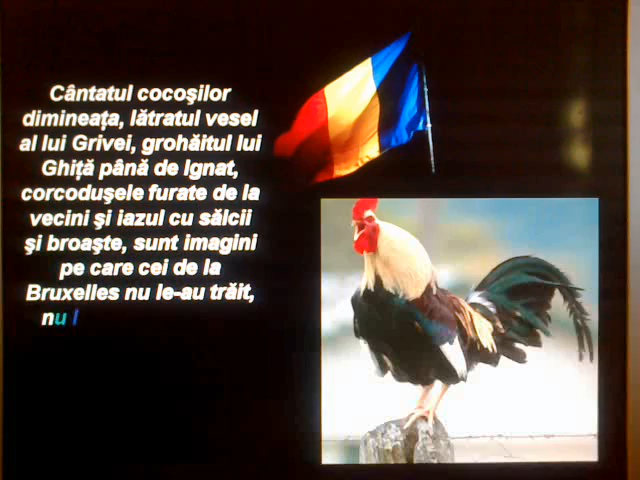 Cântatul cocoşilor
dimineaţa, lătratul vesel
al lui Grivei, grohăitul lui
Ghiţă până de Ignat,
corcoduşele furate de la
vecini şi iazul cu sălcii
şi broaşte, sunt imagini
pe care cei de la
Bruxelles nu le-au trăit,
nu l